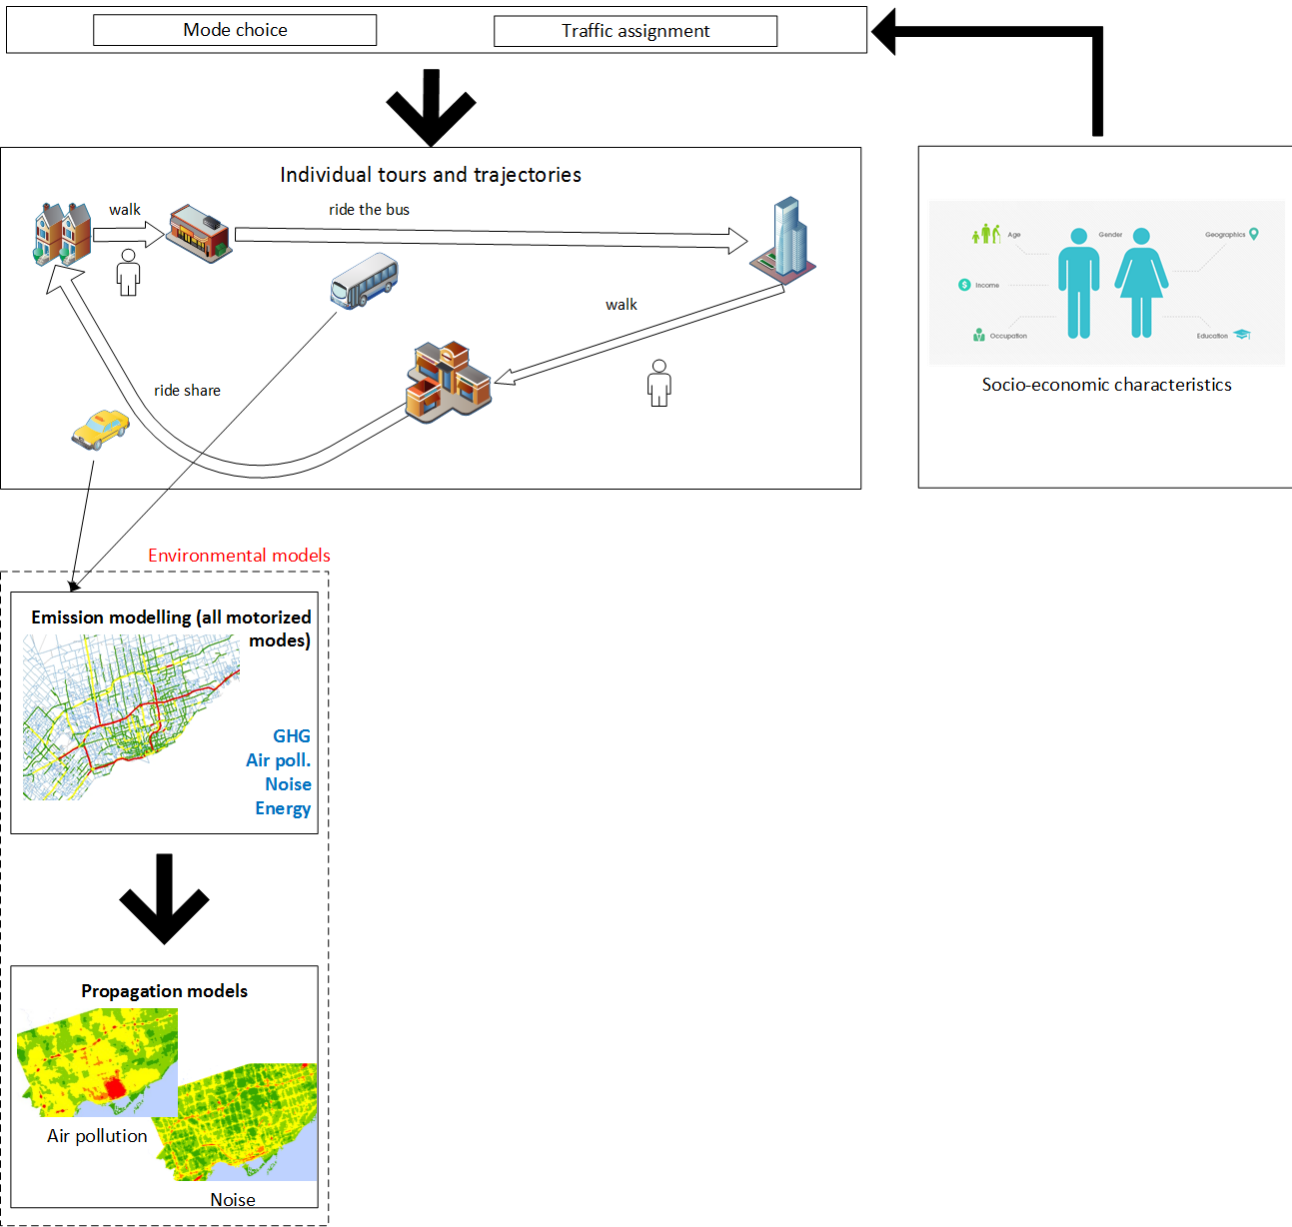 Mode choice
Traffic assignment
Individual tours and trajectories
walk
ride the bus
walk
ride share
Age
Gender
Geographics
$
Income
Occupation
Education
Socio-economic characteristics
Environmental models
Emission modelling (all motorized
modes)
GHG
Air poll.
Noise
Energy
Propagation models
Air pollution
Noise